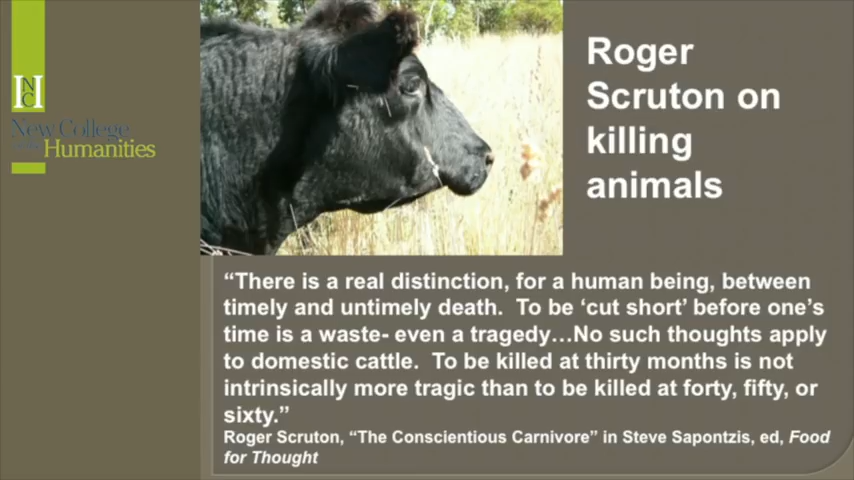 NCH
New College
of the Humanities
Roger
Scruton on
killing
animals
“There is a real distinction, for a human being, between
timely and untimely death.  To be ‘cut short’ before one’s
time is a waste- even a tragedy…No such thoughts apply
to domestic cattle.  To be killed at thirty months is not
intrinsically more tragic than to be killed at forty, fifty, or
sixty.”
Roger Scruton, “The Conscientious Carnivore” in Steve Sapontzis, ed, Food
for Thought